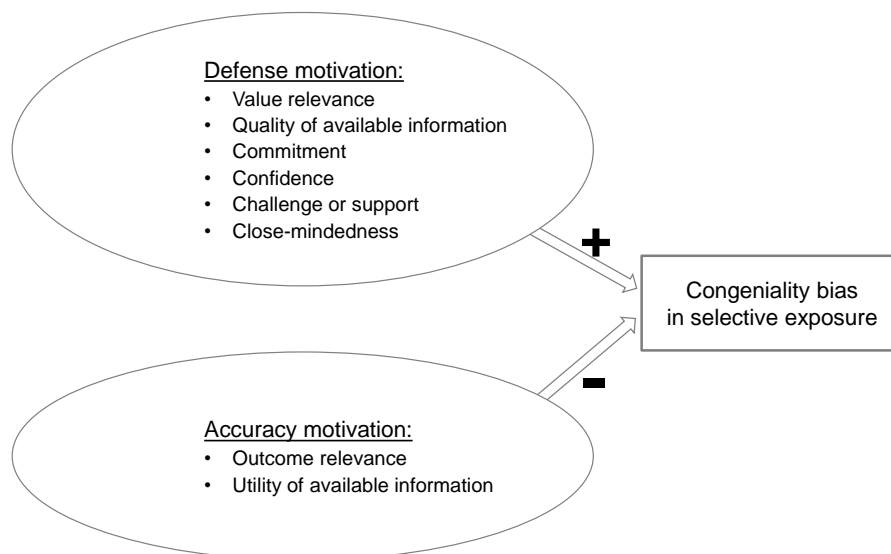 Defense motivation:
• Value relevance
• Quality of available information
• Commitment
• Confidence
• Challenge or support
• Close-mindedness
+
Congeniality bias
in selective exposure
-
Accuracy motivation:
• Outcome relevance
• Utility of available information